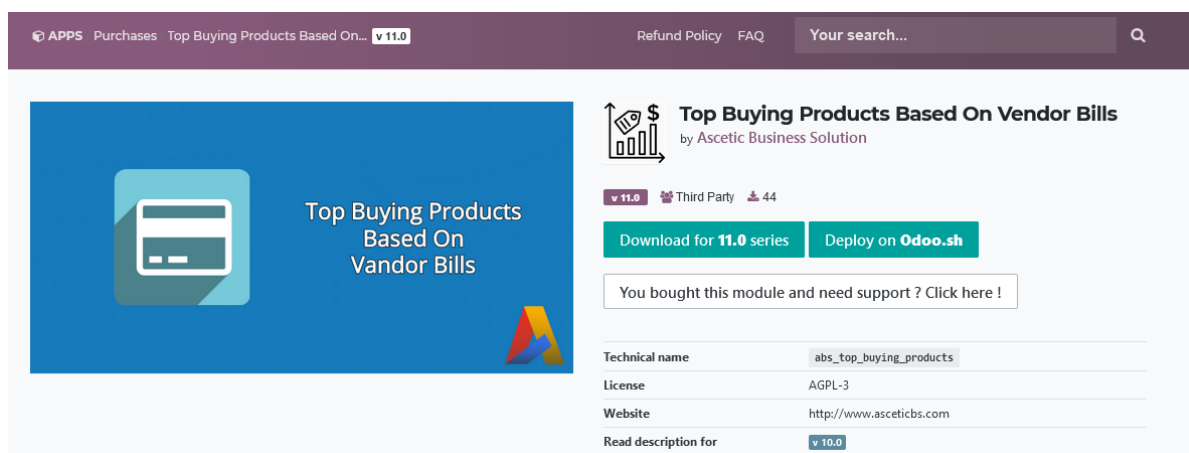 APPS Purchases Top Buying Products Based On... v 11.0 Refund Policy FAQ Your search...
Top Buying Products
Based On
Vandor Bills
$
Top Buying Products Based On Vendor Bills
by Ascetic Business Solution
v 11.0 Third Party 44
Download for 11.0 series Deploy on Odoo.sh
You bought this module and need support ? Click here !
Technical name abs_top_buying_products
License AGPL-3
Website http://www.asceticbs.com
Read description for v 10.0